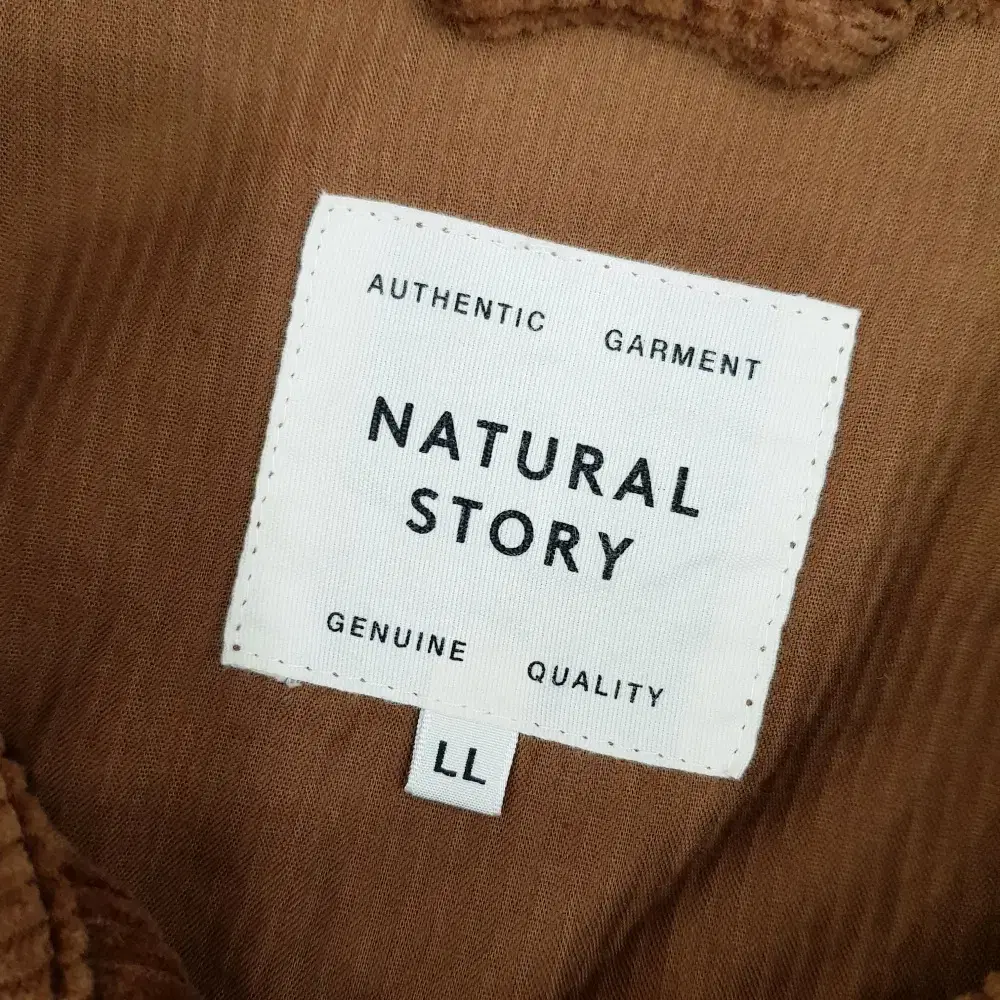 AUTHENTIC GARMENT
NATURAL
STORY
GENUINE QUALITY
LL